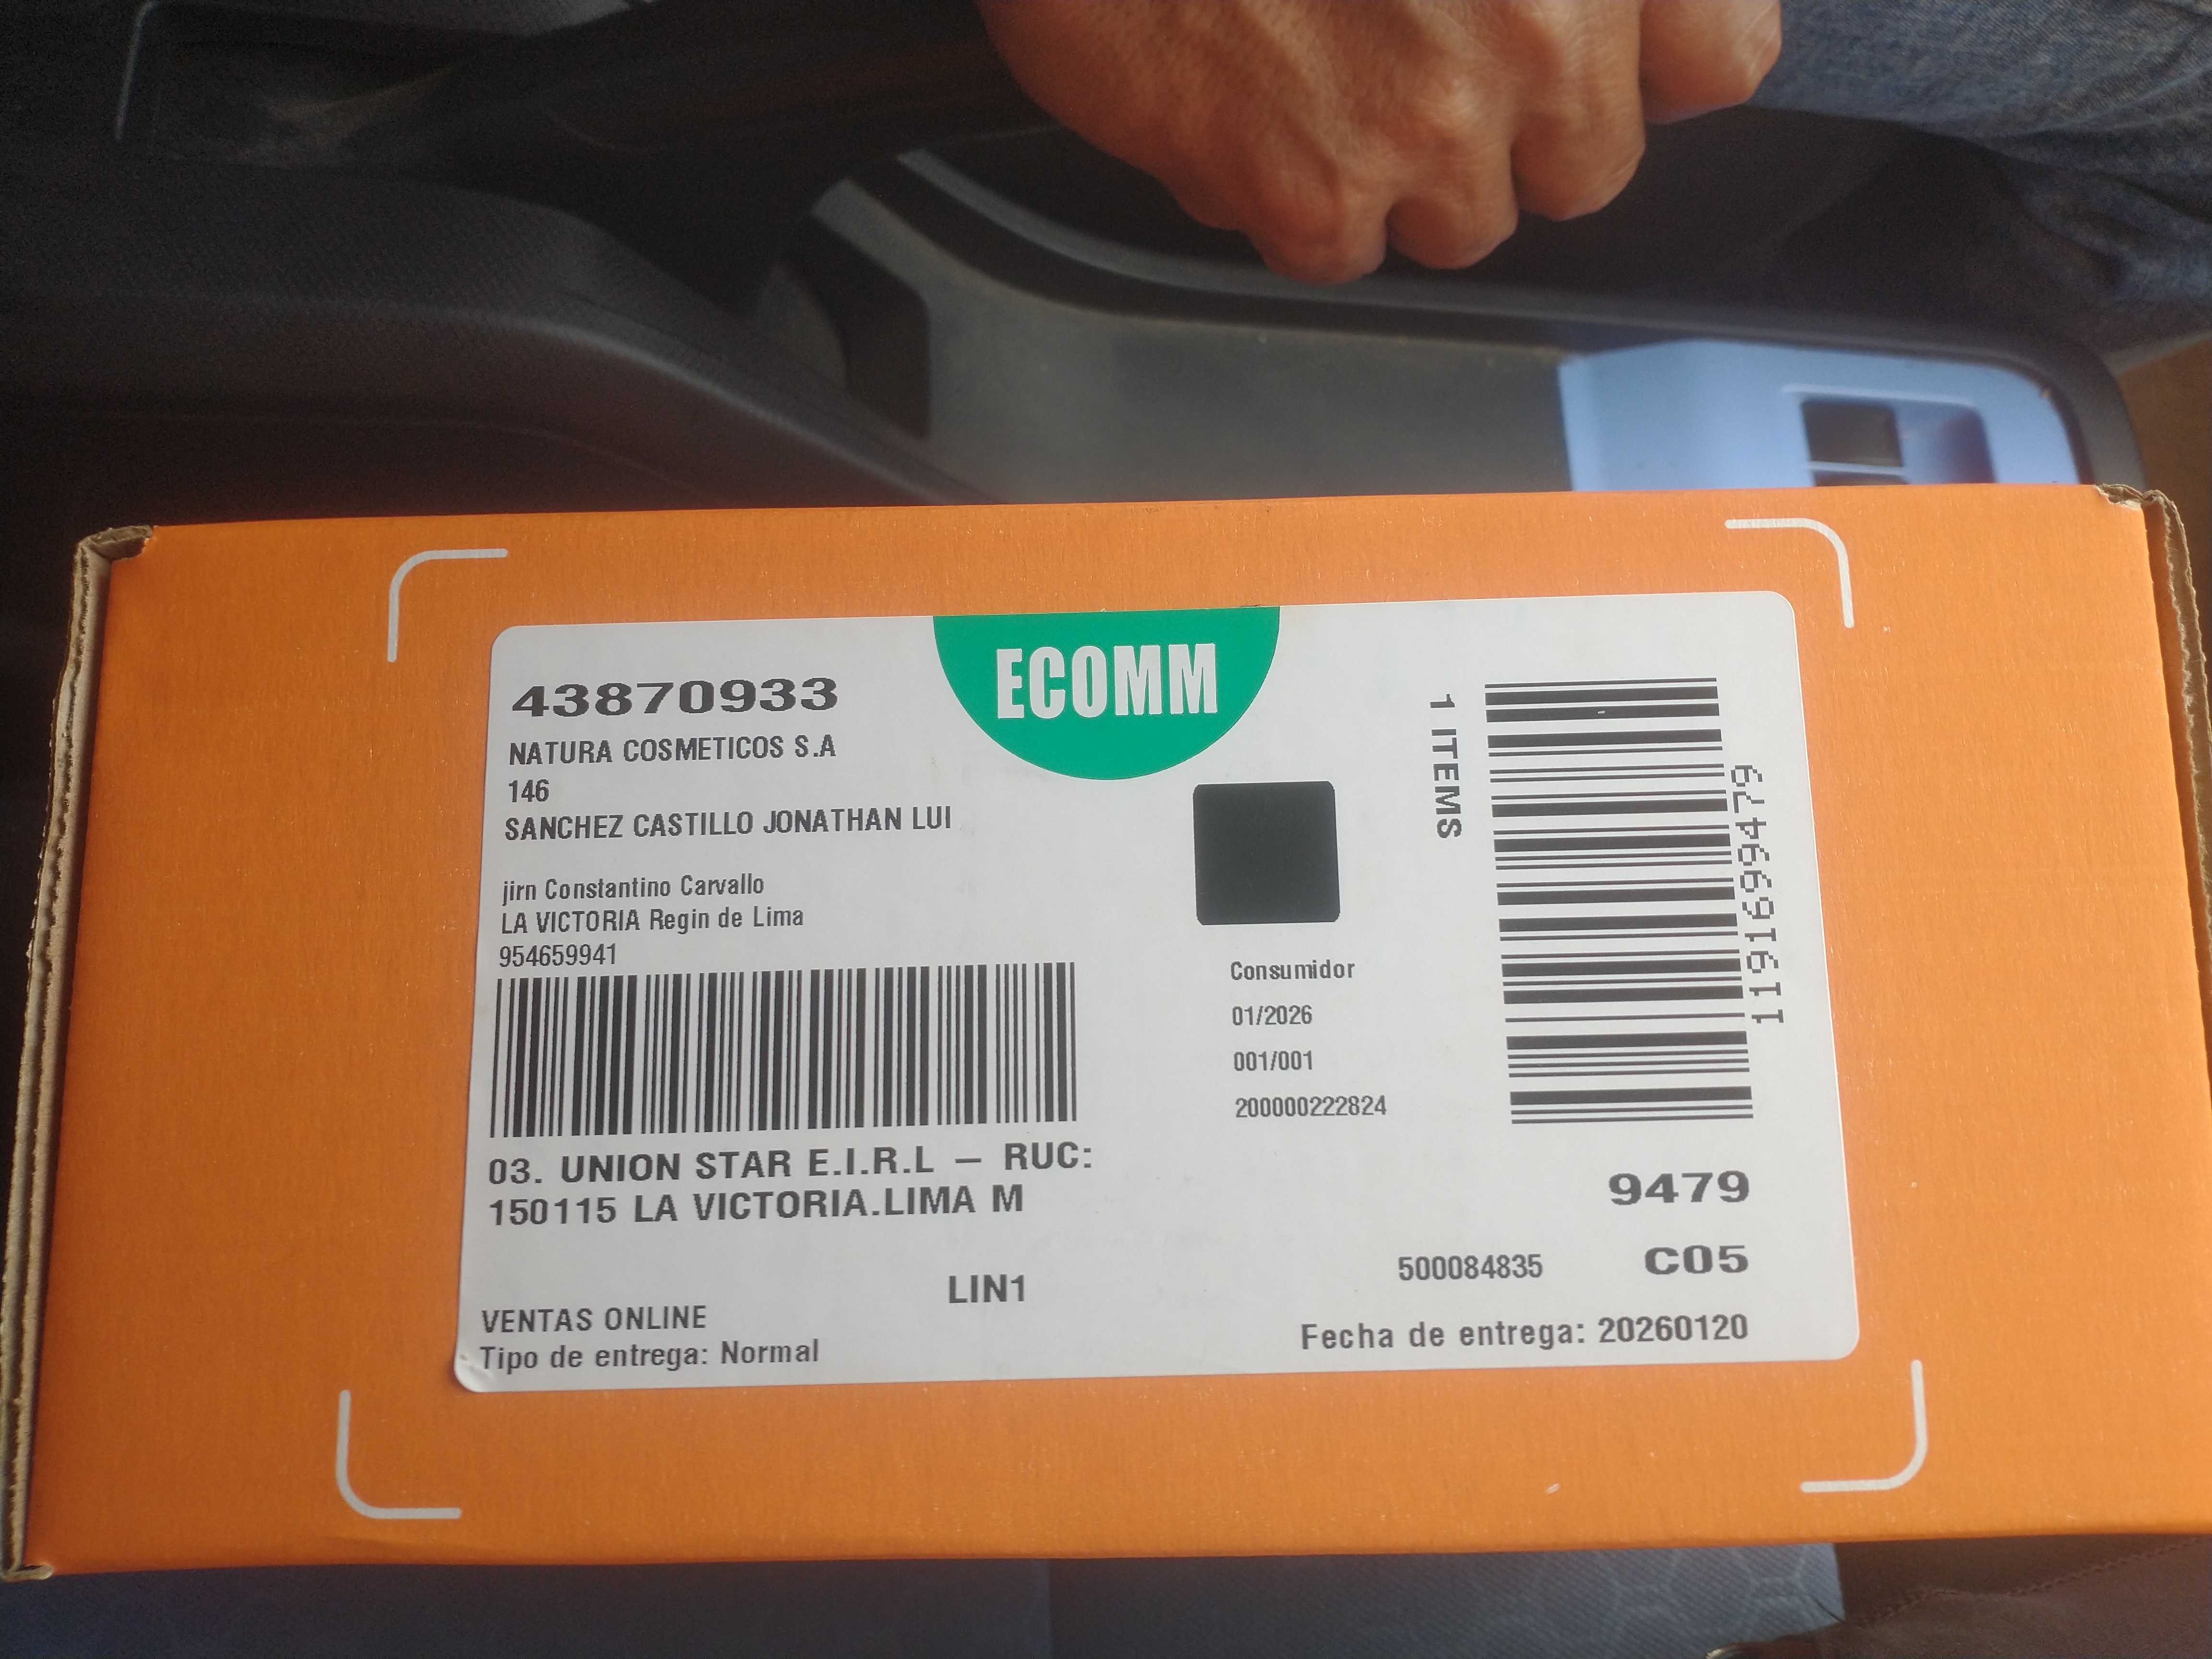 ECOMM
43870933
NATURA COSMETICOS S.A
146
SANCHEZ CASTILLO JONATHAN LUI
jirn Constantino Carvallo
LA VICTORIA Regin de Lima
954659941
03. UNION STAR E.I.R.L – RUC:
150115 LA VICTORIA.LIMA M
LIN1
VENTAS ONLINE
Tipo de entrega: Normal
Consumidor
01/2026
001/001
200000222824
1 ITEMS
9479
500084835 C05
Fecha de entrega: 20260120